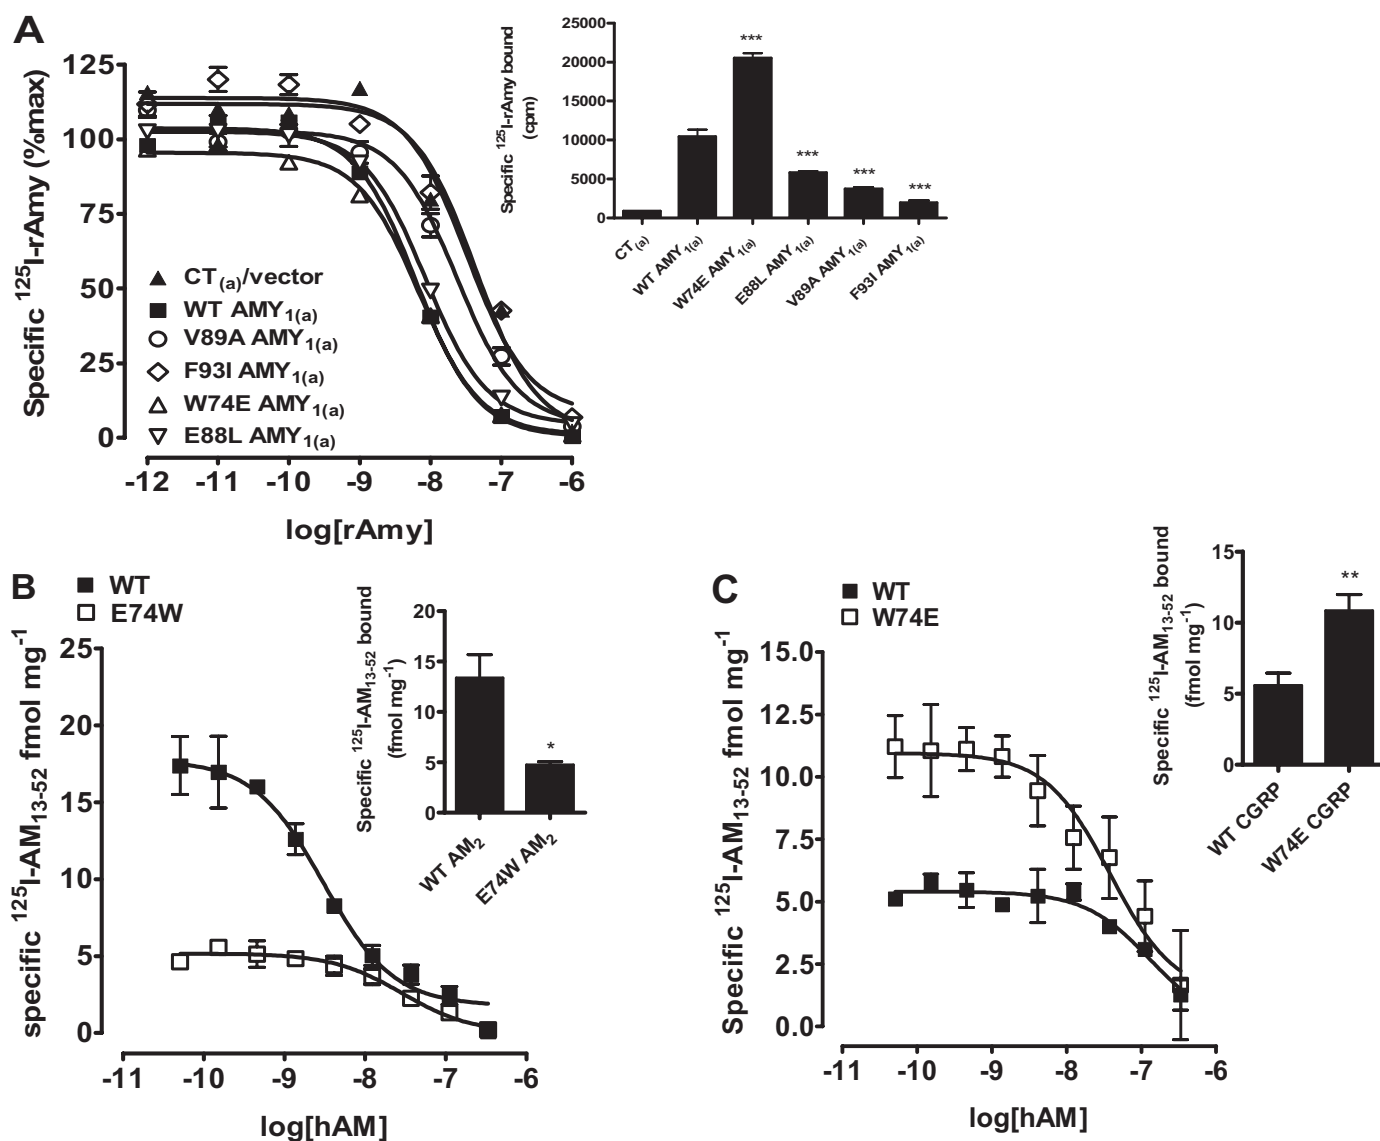 A
Specific ¹²⁵I-rAmy (%max)
125
100
75
50
25
0
CT(a)/vector
WT AMY1(a)
V89A AMY1(a)
F93I AMY1(a)
W74E AMY1(a)
E88L AMY1(a)
-12 -11 -10 -9 -8 -7 -6
log[rAmy]
Specific ¹²⁵I-rAmy bound
(cpm)
25000
20000
15000
10000
5000
0
***
***
***
***
CT(a)
WT AMY1(a)
W74E AMY1(a)
E88L AMY1(a)
V89A AMY1(a)
F93I AMY1(a)
B
WT
E74W
specific ¹²⁵I-AM₁₃₋₅₂ fmol mg⁻¹
25
20
15
10
5
0
-11 -10 -9 -8 -7 -6
log[hAM]
Specific ¹²⁵I-AM₁₃₋₅₂ bound
(fmol mg⁻¹)
20
15
10
5
0
*
WT AM₂
E74W AM₂
C
WT
W74E
Specific ¹²⁵I-AM₁₃₋₅₂ fmol mg⁻¹
15.0
12.5
10.0
7.5
5.0
2.5
0.0
-11 -10 -9 -8 -7 -6
log[hAM]
Specific ¹²⁵I-AM₁₃₋₅₂ bound
(fmol mg⁻¹)
15
10
5
0
**
WT CGRP
W74E CGRP